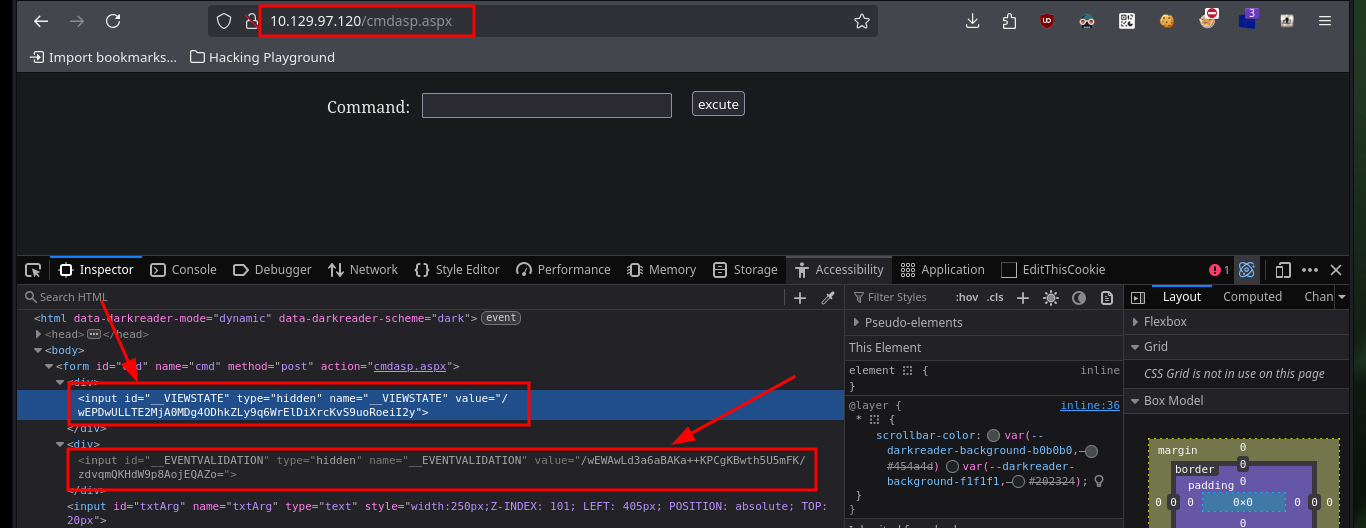 10.129.97.120/cmdasp.aspx
3
Import bookmarks... Hacking Playground
Command: excute
Inspector Console Debugger Network Style Editor Performance Memory Storage Accessibility Application EditThisCookie 1
Search HTML
<html data-darkreader-mode="dynamic" data-darkreader-scheme="dark"> event
<head> </head>
<body>
<form id="cmd" name="cmd" method="post" action="cmdasp.aspx">
<div>
<input id="__VIEWSTATE" type="hidden" name="__VIEWSTATE" value="/
wEPDwULLTE2MjA0MDg4ODhkZLy9q6WrElDiXrcKvS9uoRoeiI2y">
</div>
<div>
<input id="__EVENTVALIDATION" type="hidden" name="__EVENTVALIDATION" value="/wEWAwLd3a6aBAKa++KPCgKBwth5U5mFK/
zdvqmQKHdW9p8AojEQAZo=">
</div>
<input id="txtArg" name="txtArg" type="text" style="width:250px;Z-INDEX: 101; LEFT: 405px; POSITION: absolute; TOP:
20px">
Filter Styles :hov .cls
Pseudo-elements
This Element
element { inline
}
@layer { inline:36
* {
scrollbar-color: var(--
darkreader-background-b0b0b0,
#454a4d) var(--darkreader-
background-f1f1f1, #202324);
}
}
Layout Computed Chan
Flexbox
Grid
CSS Grid is not in use on this page
Box Model
margin 0
border 0
padding 0
0 0 0 0×0 0 0 0
0